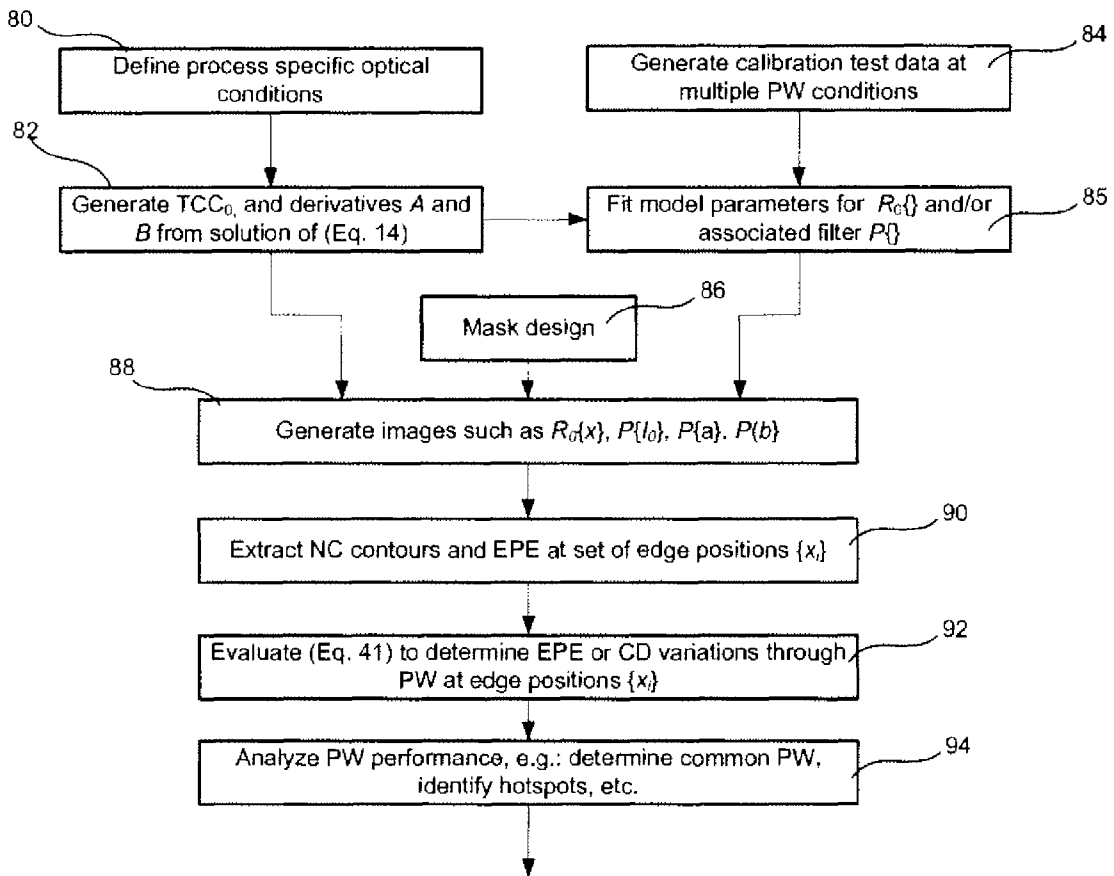 80
Define process specific optical
conditions
84
Generate calibration test data at
multiple PW conditions
82
Generate TCC0, and derivatives A and
B from solution of (Eq. 14)
Fit model parameters for R0{} and/or
associated filter P{}
85
86
Mask design
88
Generate images such as R0{x}, P{I0}, P{a}. P(b}
90
Extract NC contours and EPE at set of edge positions {xi}
92
Evaluate (Eq. 41) to determine EPE or CD variations through
PW at edge positions {xi}
94
Analyze PW performance, e.g.: determine common PW,
identify hotspots, etc.